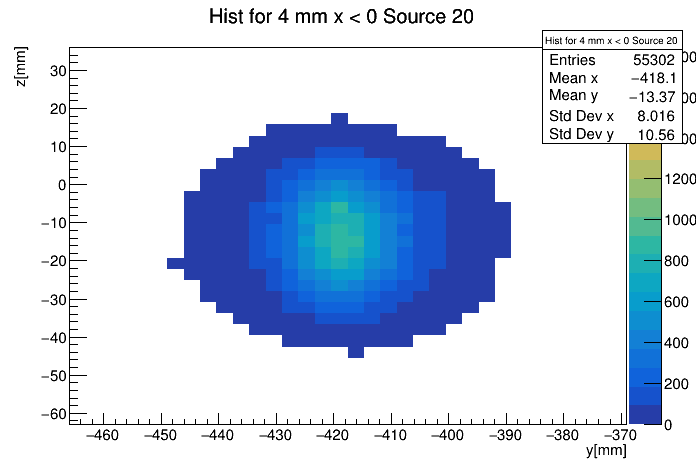 Hist for 4 mm x < 0 Source 20
Hist for 4 mm x < 0 Source 20
Entries 55302
Mean x −418.1
Mean y −13.37
Std Dev x 8.016
Std Dev y 10.56
z[mm]
30
20
10
0
−10
−20
−30
−40
−50
−60
−460 −450 −440 −430 −420 −410 −400 −390 −380 −370
y[mm]
1200
1000
800
600
400
200
0